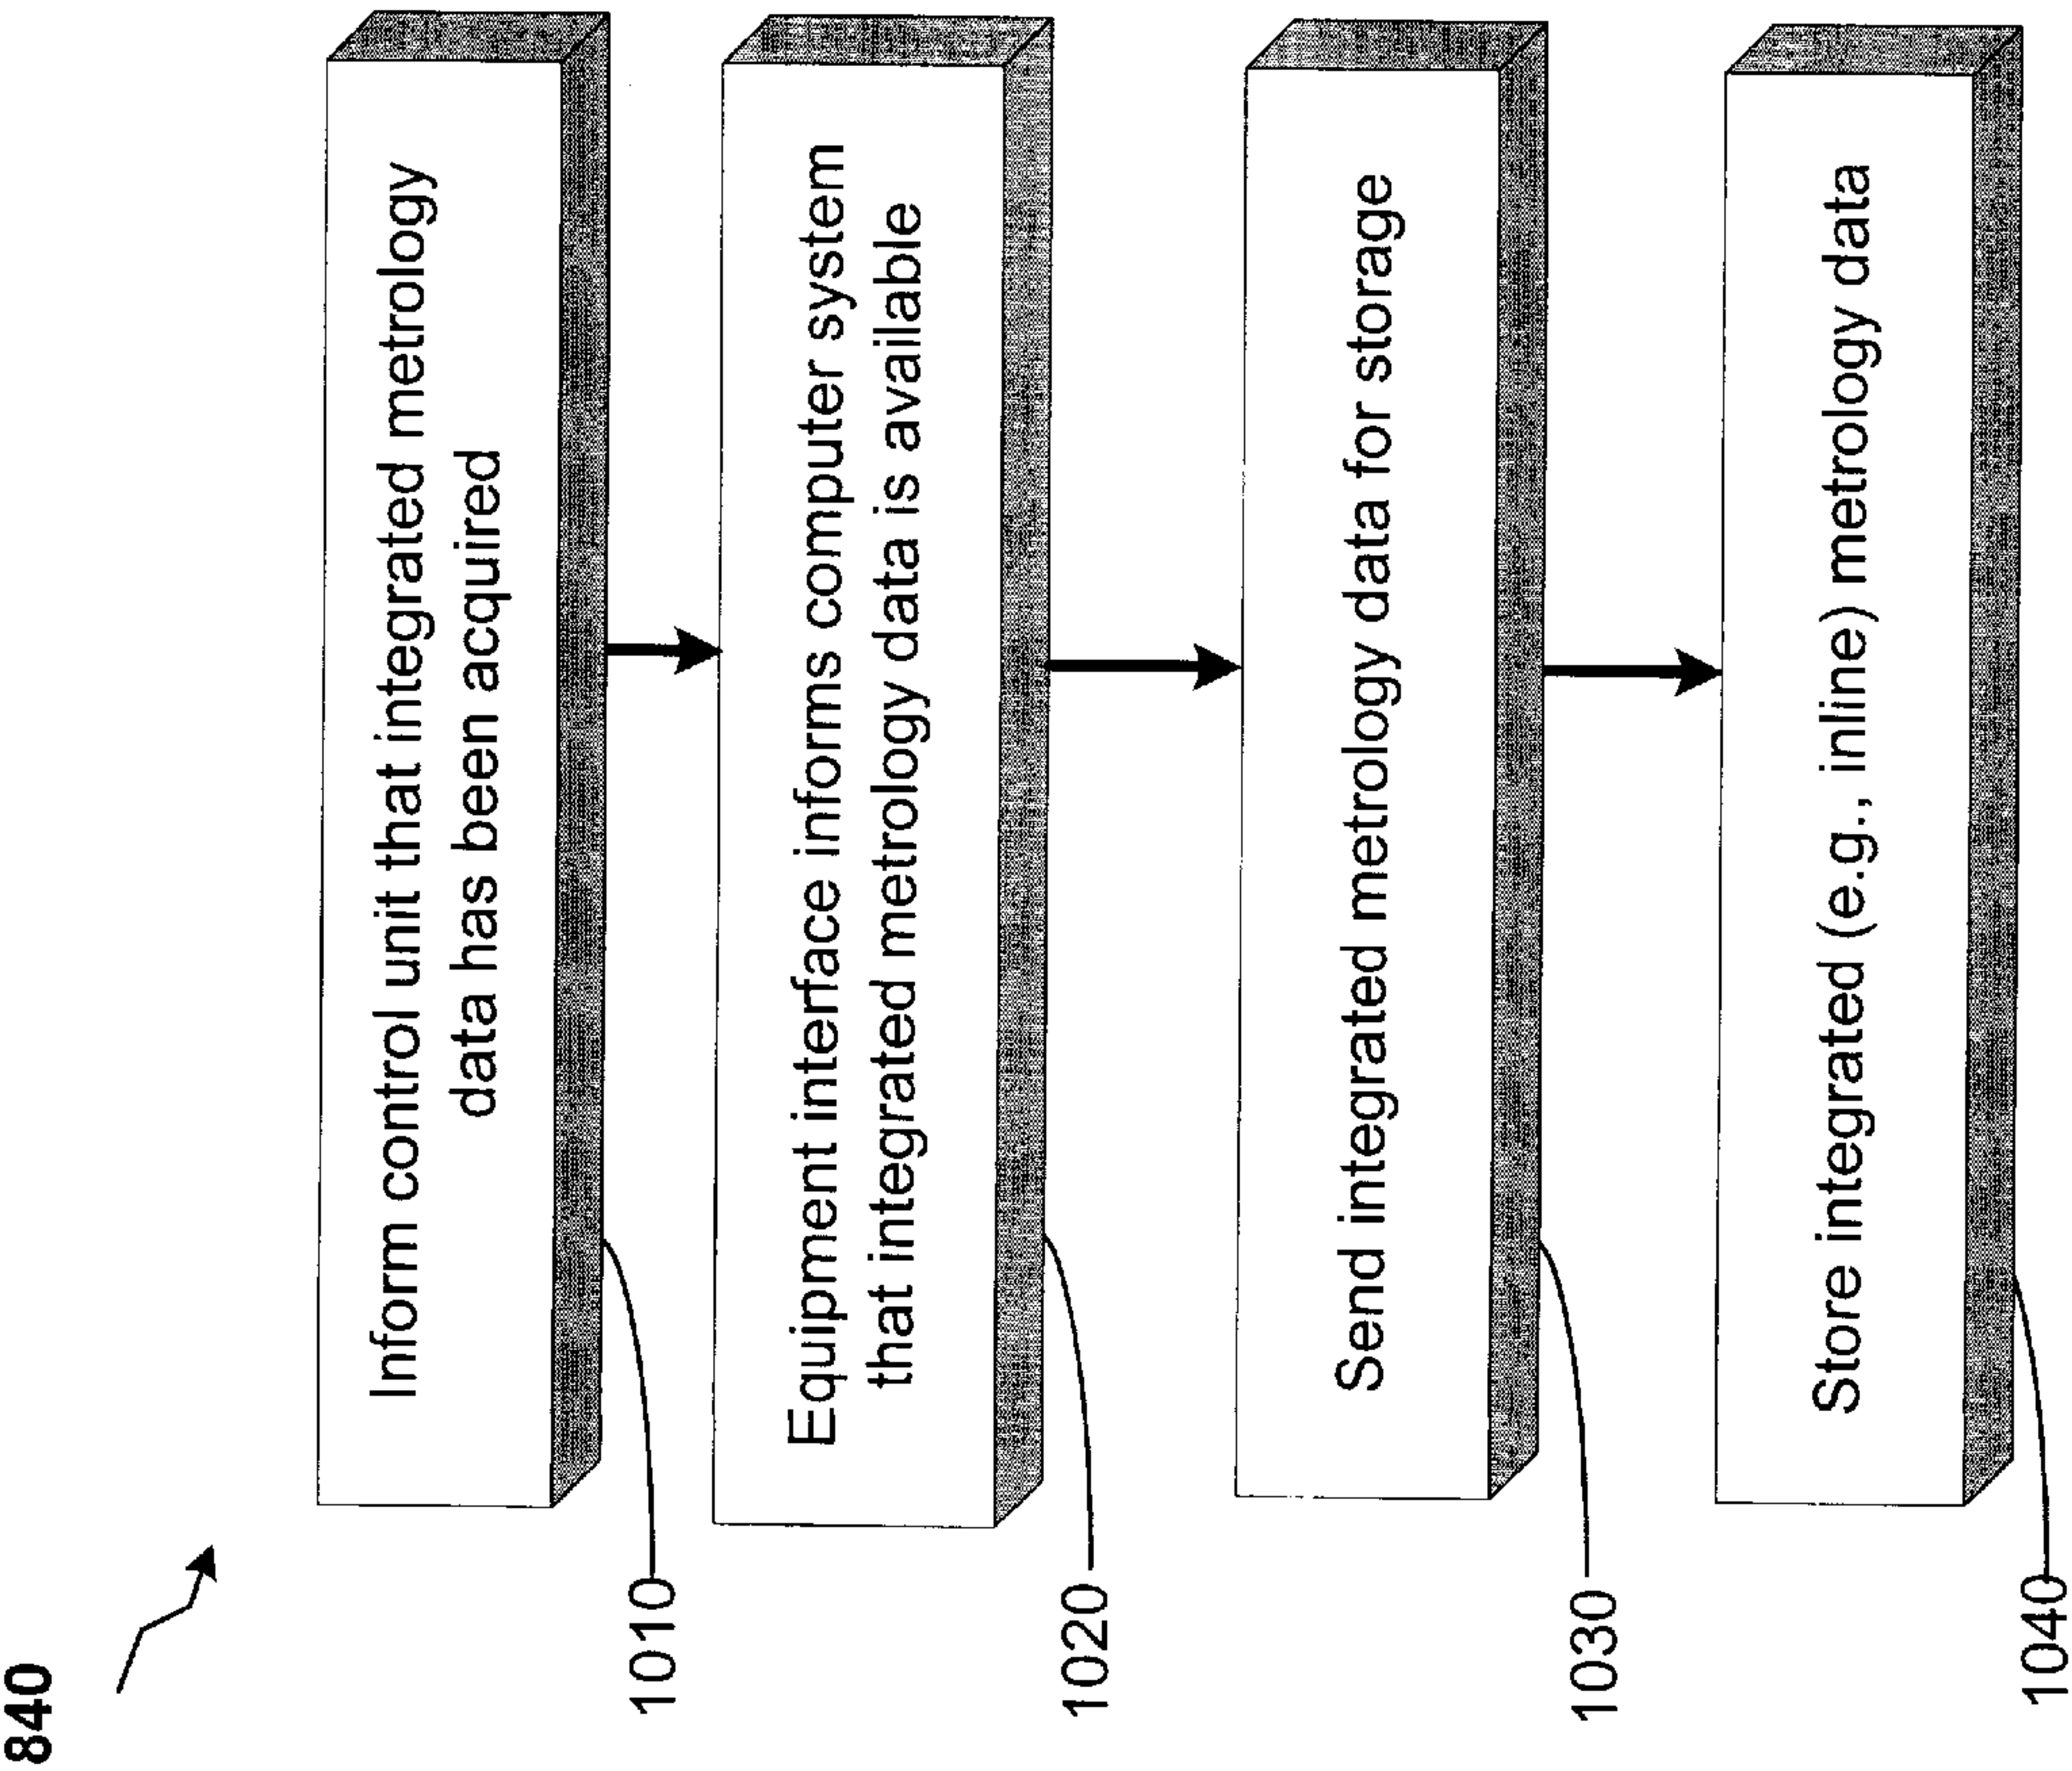 840
Inform control unit that integrated metrology
data has been acquired
1010
Equipment interface informs computer system
that integrated metrology data is available
1020
Send integrated metrology data for storage
1030
Store integrated (e.g., inline) metrology data
1040